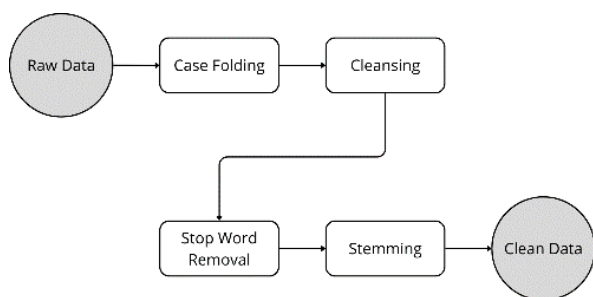 Raw Data
Case Folding
Cleansing
Stop Word
Removal
Stemming
Clean Data